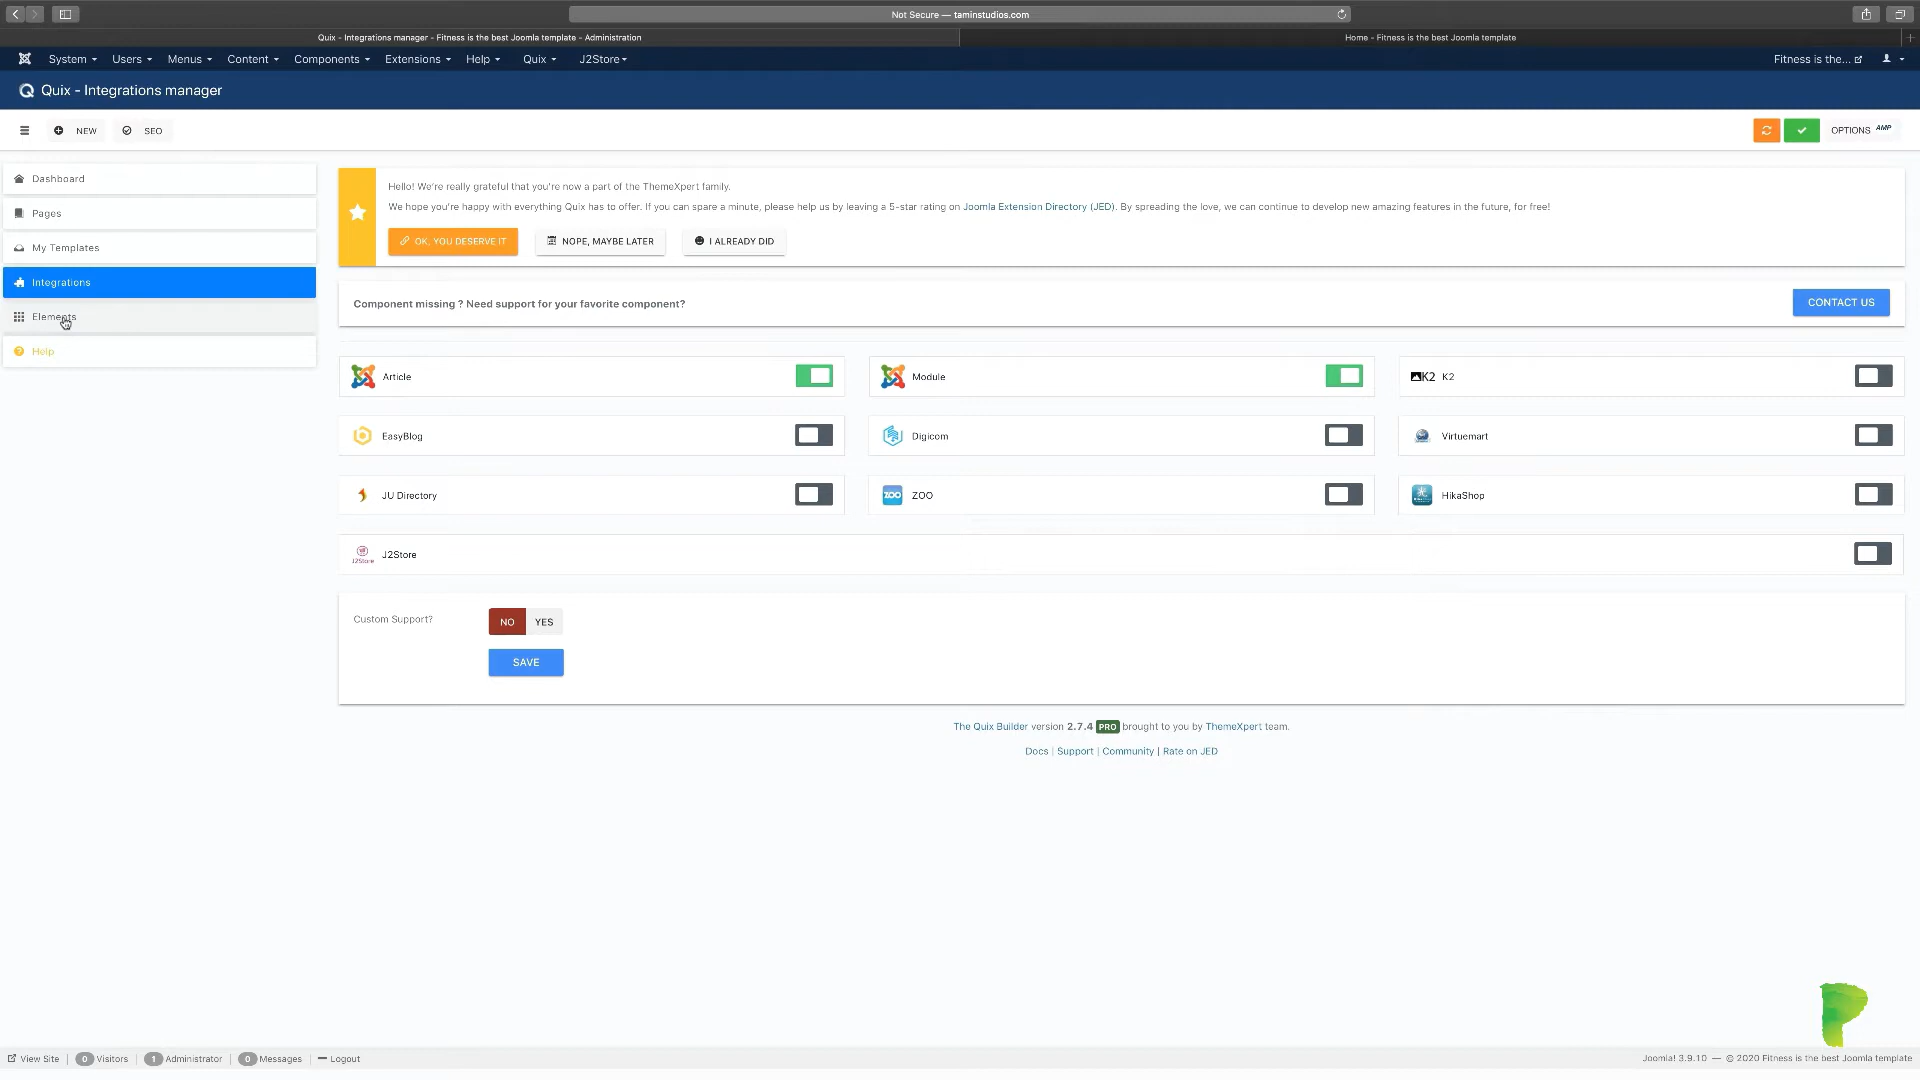 Not Secure — taminstudios.com
Quix - Integrations manager - Fitness is the best Joomla template - Administration
Home - Fitness is the best Joomla template
System Users Menus Content Components Extensions Help Quix J2Store Fitness is the...
Quix - Integrations manager
NEW SEO OPTIONS AMP
Dashboard
Pages
My Templates
Integrations
Elements
Help
Hello! We're really grateful that you're now a part of the ThemeXpert family.
We hope you're happy with everything Quix has to offer. If you can spare a minute, please help us by leaving a 5-star rating on Joomla Extension Directory (JED). By spreading the love, we can continue to develop new amazing features in the future, for free!
OK, YOU DESERVE IT NOPE, MAYBE LATER I ALREADY DID
Component missing ? Need support for your favorite component? CONTACT US
Article Module K2 K2
EasyBlog Digicom Virtuemart
JU Directory ZOO ZOO HikaShop
J2Store J2Store
Custom Support? NO YES
SAVE
The Quix Builder version 2.7.4 PRO brought to you by ThemeXpert team.
Docs | Support | Community | Rate on JED
View Site | 0 Visitors | 1 Administrator | 0 Messages | Logout
Joomla! 3.9.10 — © 2020 Fitness is the best Joomla template